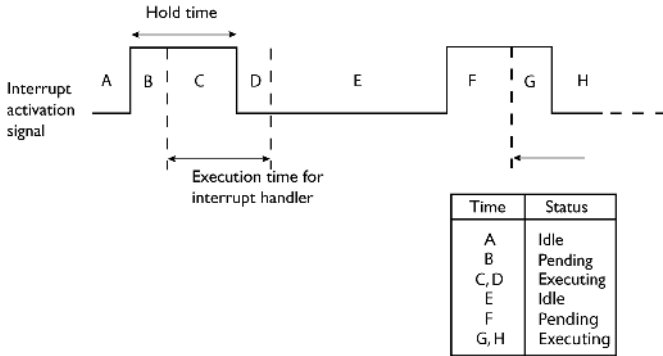 Hold time
A B C D E F G H
Interrupt
activation
signal
Execution time for
interrupt handler
Time Status
A Idle
B Pending
C, D Executing
E Idle
F Pending
G, H Executing